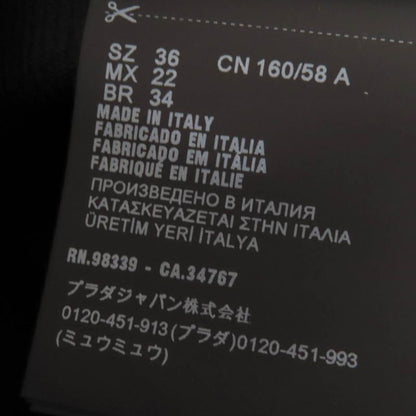 SZ 36 CN 160/58 A
MX 22
BR 34
MADE IN ITALY
FABRICADO EN ITALIA
FABRICADO EM ITÁLIA
FABRIQUÉ EN ITALIE
ПРОИЗВЕДЕНО В ИТАЛИЯ
ΚΑΤΑΣΚΕΥΑΖΕΤΑΙ ΣΤΗΝ ΙΤΑΛΙΑ
ÜRETİM YERİ İTALYA
RN.98339 - CA.34767
プラダジャパン株式会社
0120-451-913(プラダ)0120-451-993
(ミュウミュウ)